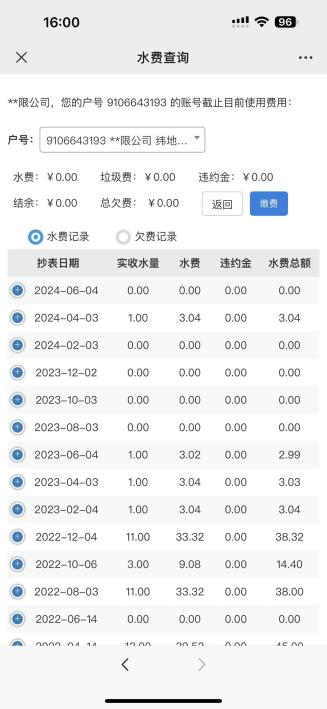 16:00 96
水费查询
**限公司，您的户号 9106643193 的账号截止目前使用费用：
户号： 9106643193 **限公司 纬地...
水费：￥0.00 垃圾费：￥0.00 违约金：￥0.00
结余：￥0.00 总欠费：￥0.00 返回 缴费
水费记录 欠费记录
抄表日期 实收水量 水费 违约金 水费总额
2024-06-04 0.00 0.00 0.00 0.00
2024-04-03 1.00 3.04 0.00 3.04
2024-02-03 0.00 0.00 0.00 0.00
2023-12-02 0.00 0.00 0.00 0.00
2023-10-03 0.00 0.00 0.00 0.00
2023-08-03 0.00 0.00 0.00 0.00
2023-06-04 1.00 3.02 0.00 2.99
2023-04-03 1.00 3.04 0.00 3.03
2023-02-04 1.00 3.04 0.00 3.04
2022-12-04 11.00 33.32 0.00 38.32
2022-10-06 3.00 9.08 0.00 14.40
2022-08-03 11.00 33.32 0.00 38.00
2022-06-14 0.00 0.00 0.00 0.00